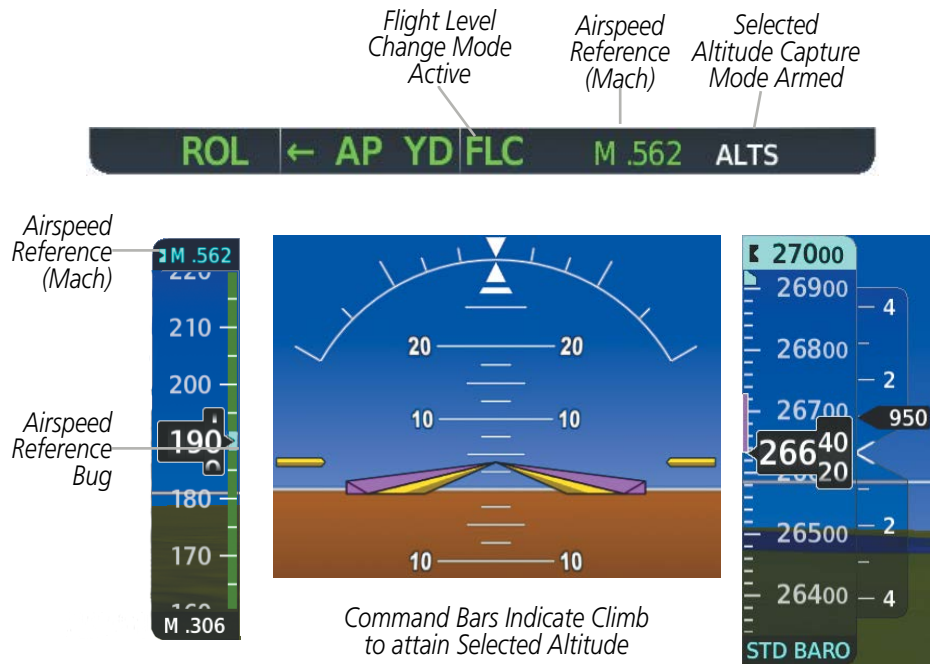 Flight Level
Change Mode
Active
Airspeed
Reference
(Mach)
Selected
Altitude Capture
Mode Armed
ROL ← AP YD FLC M .562 ALTS
Airspeed
Reference
(Mach)
M .562
220
210
200
190
180
170
160
M .306
Airspeed
Reference
Bug
20 20
10 10
10 10
Command Bars Indicate Climb
to attain Selected Altitude
27000
26900
26800
26700
266 40
20
26500
26400
STD BARO
4
2
950
2
4